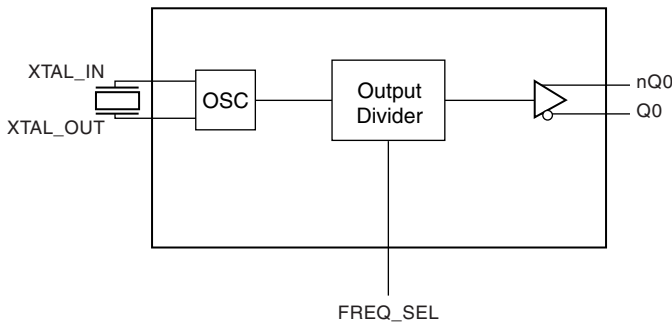 XTAL_IN
XTAL_OUT
OSC
Output
Divider
nQ0
Q0
FREQ_SEL